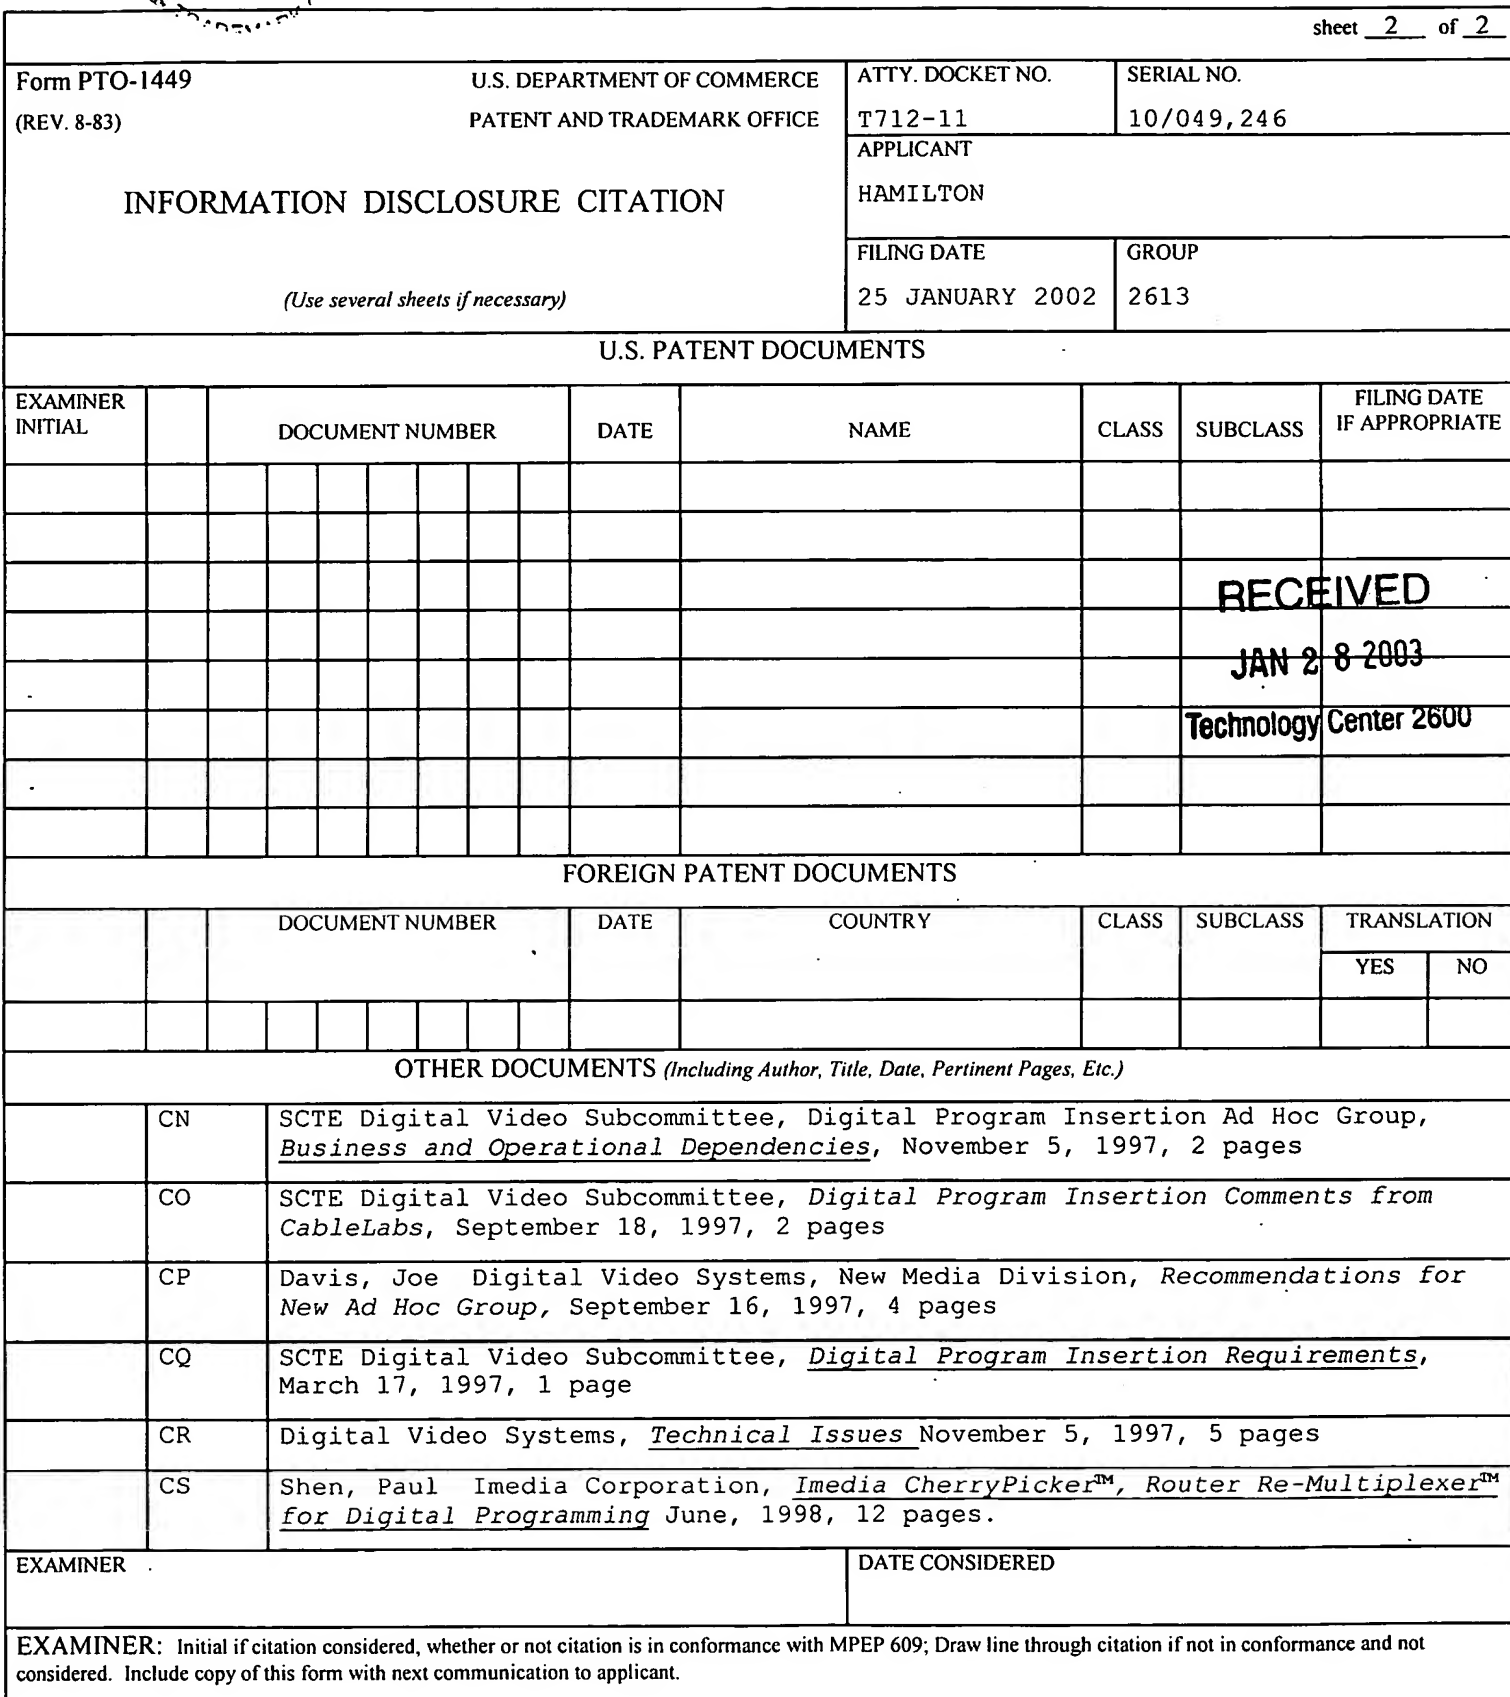 sheet 2 of 2
Form PTO-1449
(REV. 8-83)
U.S. DEPARTMENT OF COMMERCE
PATENT AND TRADEMARK OFFICE
INFORMATION DISCLOSURE CITATION
(Use several sheets if necessary)
ATTY. DOCKET NO.
T712-11
SERIAL NO.
10/049,246
APPLICANT
HAMILTON
FILING DATE
25 JANUARY 2002
GROUP
2613
U.S. PATENT DOCUMENTS
EXAMINER
INITIAL
DOCUMENT NUMBER
DATE
NAME
CLASS
SUBCLASS
FILING DATE
IF APPROPRIATE
RECEIVED
JAN 28 2003
Technology Center 2600
FOREIGN PATENT DOCUMENTS
DOCUMENT NUMBER
DATE
COUNTRY
CLASS
SUBCLASS
TRANSLATION
YES
NO
OTHER DOCUMENTS (Including Author, Title, Date, Pertinent Pages, Etc.)
CN SCTE Digital Video Subcommittee, Digital Program Insertion Ad Hoc Group,
Business and Operational Dependencies, November 5, 1997, 2 pages
CO SCTE Digital Video Subcommittee, Digital Program Insertion Comments from
CableLabs, September 18, 1997, 2 pages
CP Davis, Joe Digital Video Systems, New Media Division, Recommendations for
New Ad Hoc Group, September 16, 1997, 4 pages
CQ SCTE Digital Video Subcommittee, Digital Program Insertion Requirements,
March 17, 1997, 1 page
CR Digital Video Systems, Technical Issues November 5, 1997, 5 pages
CS Shen, Paul Imedia Corporation, Imedia CherryPicker™, Router Re-Multiplexer™
for Digital Programming June, 1998, 12 pages.
EXAMINER
DATE CONSIDERED
EXAMINER: Initial if citation considered, whether or not citation is in conformance with MPEP 609; Draw line through citation if not in conformance and not
considered. Include copy of this form with next communication to applicant.